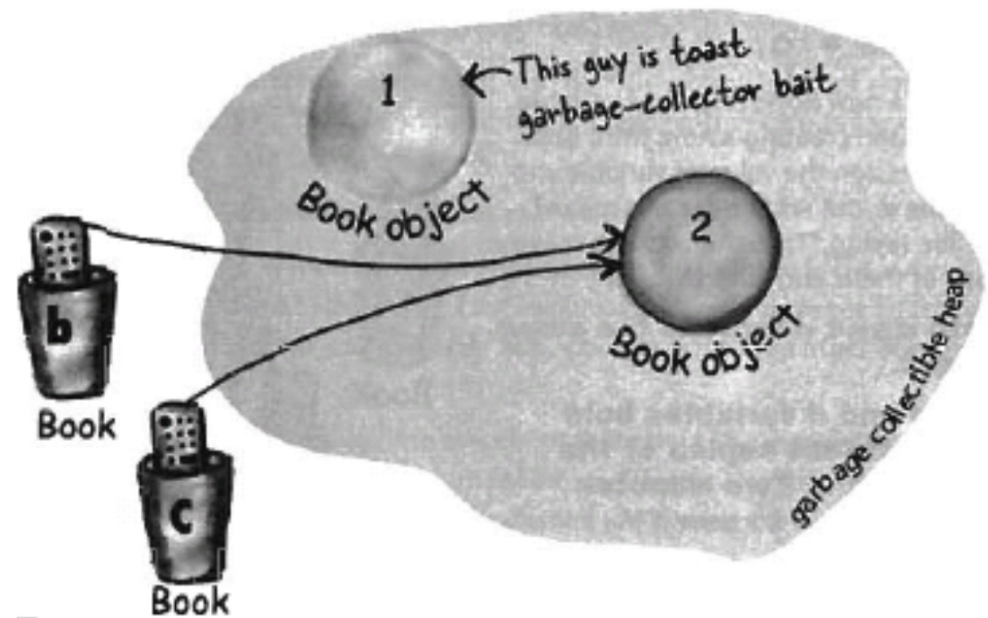 1
This guy is toast
garbage-collector bait
Book object
2
Book object
b
Book
c
Book
garbage collectible heap